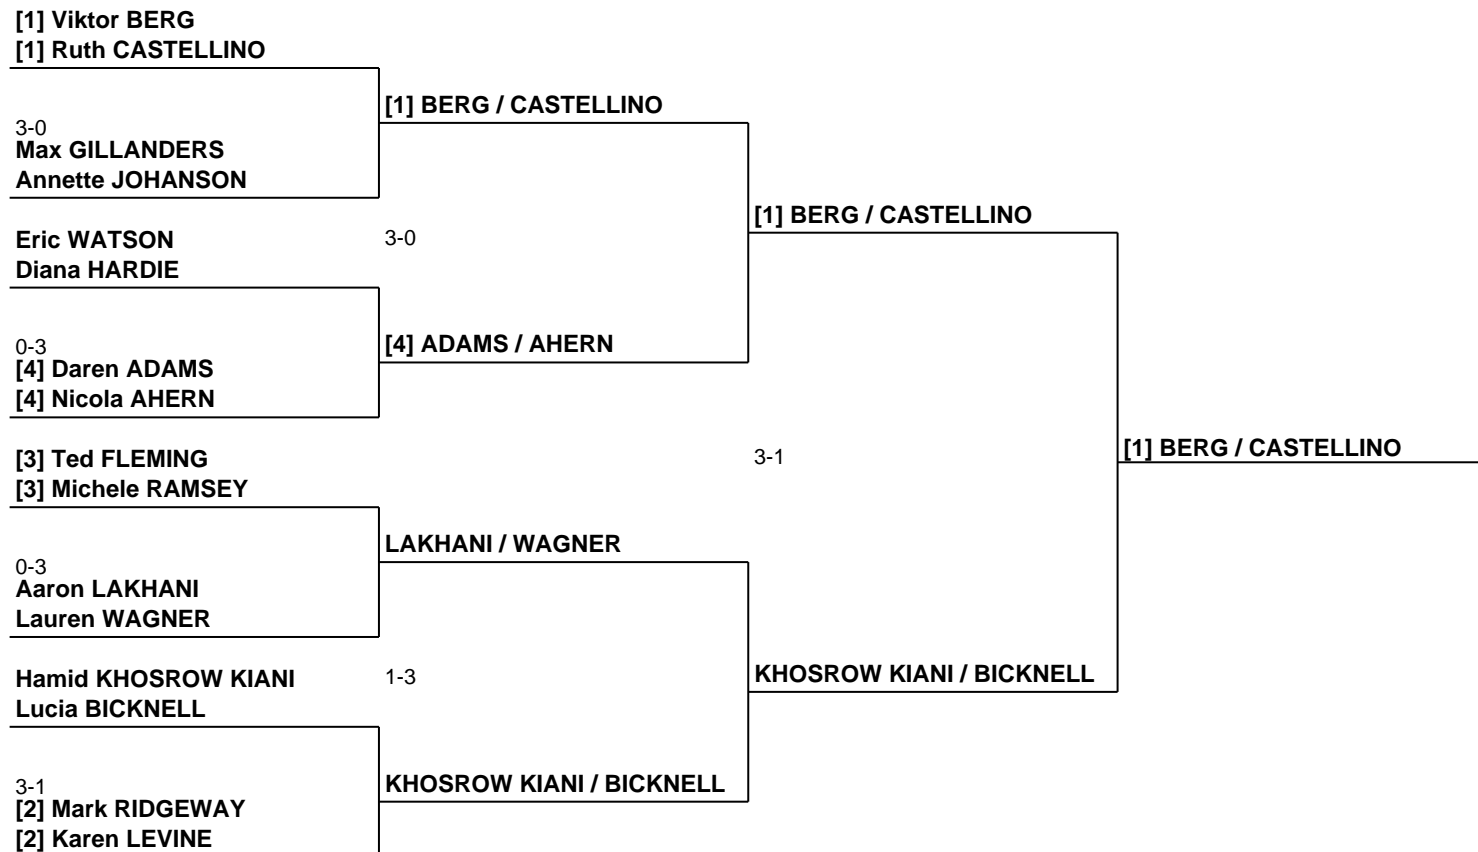 [1] Viktor BERG
[1] Ruth CASTELLINO
[1] BERG / CASTELLINO
3-0
Max GILLANDERS
Annette JOHANSON
[1] BERG / CASTELLINO
Eric WATSON
3-0
Diana HARDIE
[4] ADAMS / AHERN
0-3
[4] Daren ADAMS
[4] Nicola AHERN
[1] BERG / CASTELLINO
[3] Ted FLEMING
3-1
[3] Michele RAMSEY
LAKHANI / WAGNER
0-3
Aaron LAKHANI
Lauren WAGNER
Hamid KHOSROW KIANI
1-3
KHOSROW KIANI / BICKNELL
Lucia BICKNELL
KHOSROW KIANI / BICKNELL
3-1
[2] Mark RIDGEWAY
[2] Karen LEVINE